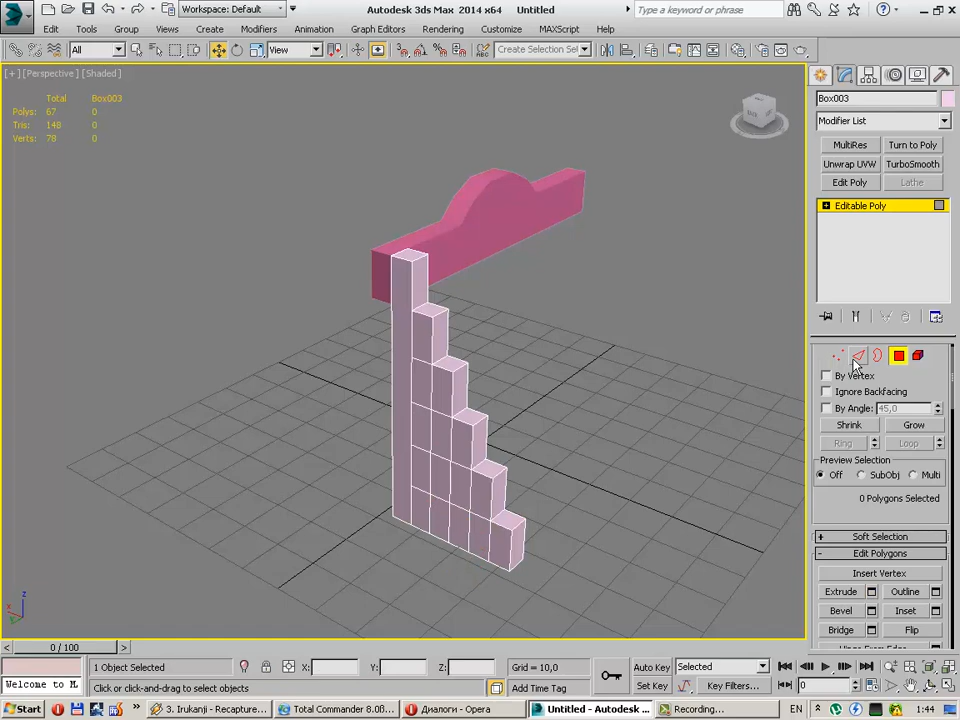 Workspace: Default
Autodesk 3ds Max 2014 x64 Untitled
Type a keyword or phrase
Edit Tools Group Views Create Modifiers Animation Graph Editors Rendering Customize MAXScript Help
All View Create Selection Se
[+] [Perspective] [Shaded]
Total Box003
Polys: 67 0
Tris: 148 0
Verts: 78 0
Box003
Modifier List
MultiRes Turn to Poly
Unwrap UVW TurboSmooth
Edit Poly Lathe
Editable Poly
By Vertex
Ignore Backfacing
By Angle: 45,0
Shrink Grow
Ring Loop
Preview Selection
Off SubObj Multi
0 Polygons Selected
+ Soft Selection
- Edit Polygons
Insert Vertex
Extrude Outline
Bevel Inset
Bridge Flip
z
x
0 / 100
1 Object Selected X: Y: Z: Grid = 10,0 Auto Key Selected
Welcome to M Click or click-and-drag to select objects Add Time Tag Set Key Key Filters... 0
Start 3. Irukanji - Recapture... Total Commander 8.0... Диалоги - Opera Untitled - Autodesk ... Recording... EN 1:44